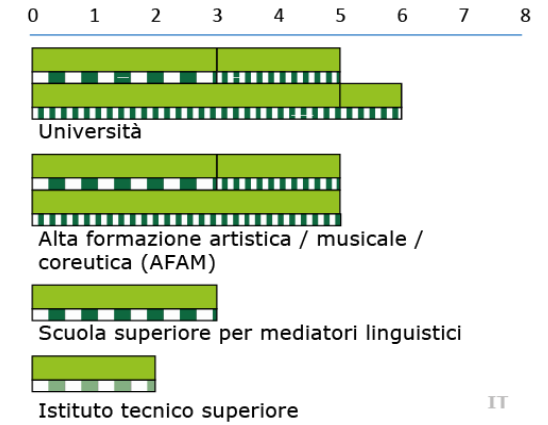 0 1 2 3 4 5 6 7 8
Università
Alta formazione artistica / musicale /
coreutica (AFAM)
Scuola superiore per mediatori linguistici
Istituto tecnico superiore
IT